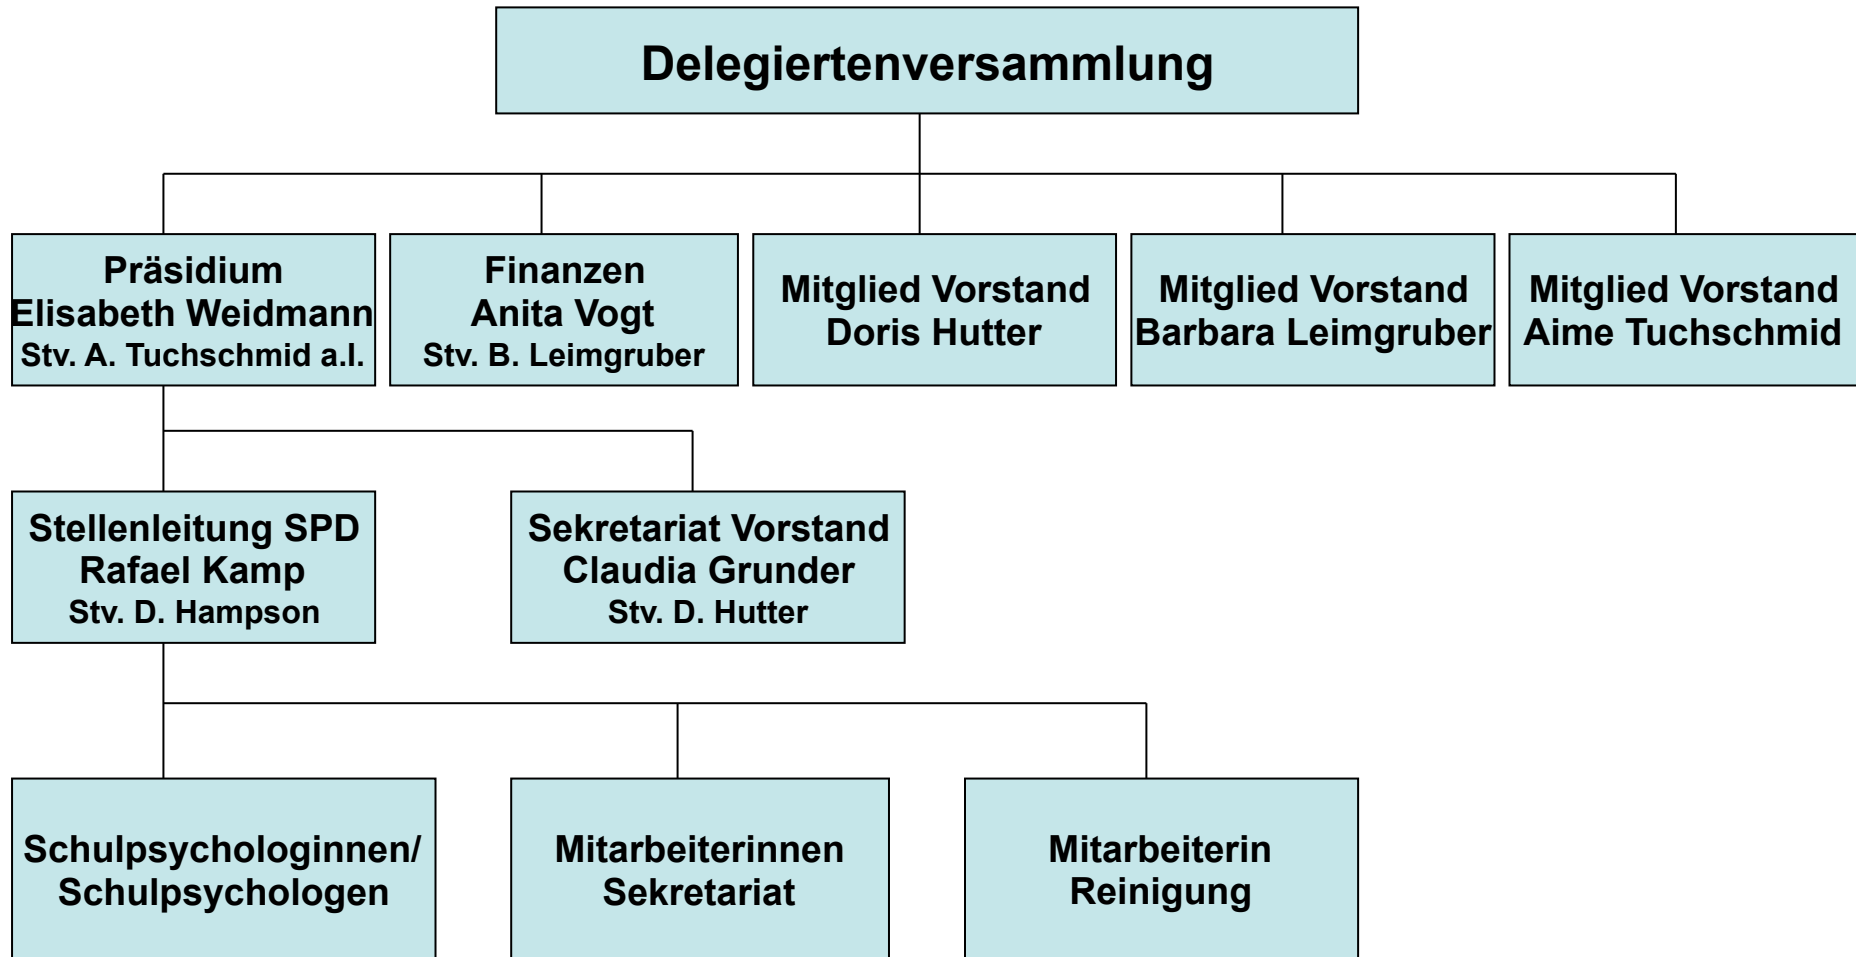 Delegiertenversammlung
Präsidium
Elisabeth Weidmann
Stv. A. Tuchschmid a.I.
Finanzen
Anita Vogt
Stv. B. Leimgruber
Mitglied Vorstand
Doris Hutter
Mitglied Vorstand
Barbara Leimgruber
Mitglied Vorstand
Aime Tuchschmid
Stellenleitung SPD
Rafael Kamp
Stv. D. Hampson
Sekretariat Vorstand
Claudia Grunder
Stv. D. Hutter
Schulpsychologinnen/
Schulpsychologen
Mitarbeiterinnen
Sekretariat
Mitarbeiterin
Reinigung